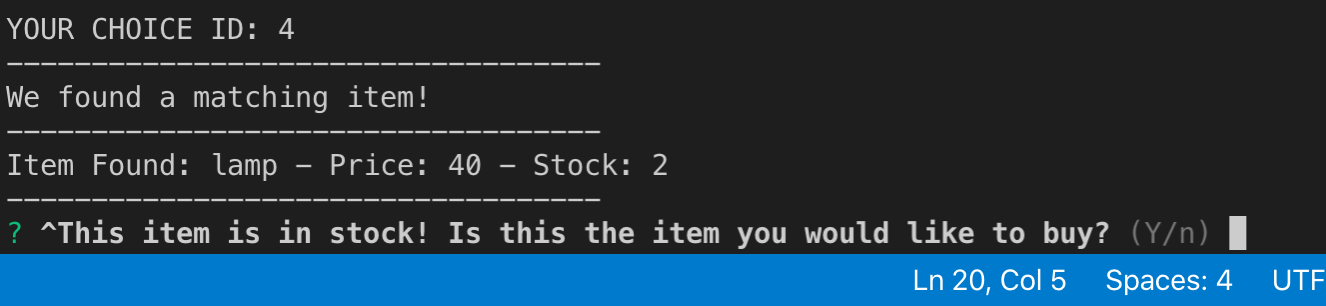 YOUR CHOICE ID: 4
-----------------------------------
We found a matching item!
-----------------------------------
Item Found: lamp - Price: 40 - Stock: 2
-----------------------------------
? ^This item is in stock! Is this the item you would like to buy? (Y/n)
Ln 20, Col 5 Spaces: 4 UTF